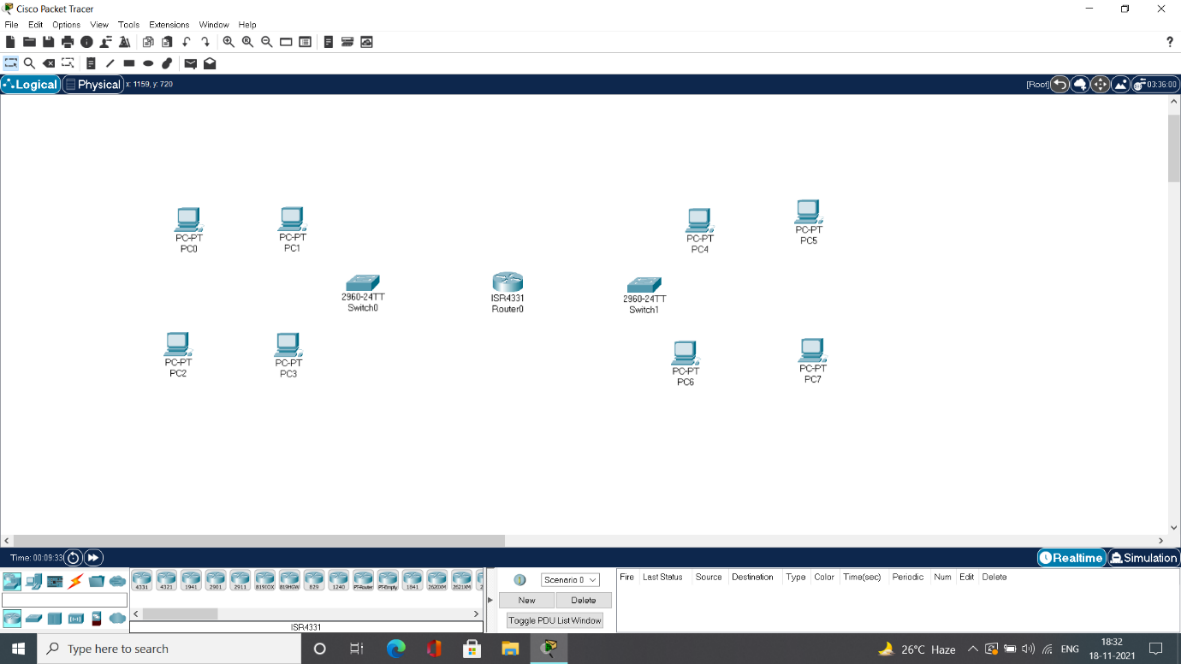 Cisco Packet Tracer
File Edit Options View Tools Extensions Window Help
?
Logical Physical x: 1159, y: 720 [Root] 03:36:00
PC-PT
PC0
PC-PT
PC1
PC-PT
PC4
PC-PT
PC5
2960-24TT
Switch0
ISR4331
Router0
2960-24TT
Switch1
PC-PT
PC2
PC-PT
PC3
PC-PT
PC6
PC-PT
PC7
Time: 00:09:33 Realtime Simulation
4331 4321 1941 2901 2911 819IOX 819HGW 829 1240 PT-Router PT-Empty 1841 2620XM 2621XM
ISR4331
Scenario 0
New Delete
Toggle PDU List Window
Fire Last Status Source Destination Type Color Time(sec) Periodic Num Edit Delete
Type here to search
26°C Haze
ENG
18:32
18-11-2021